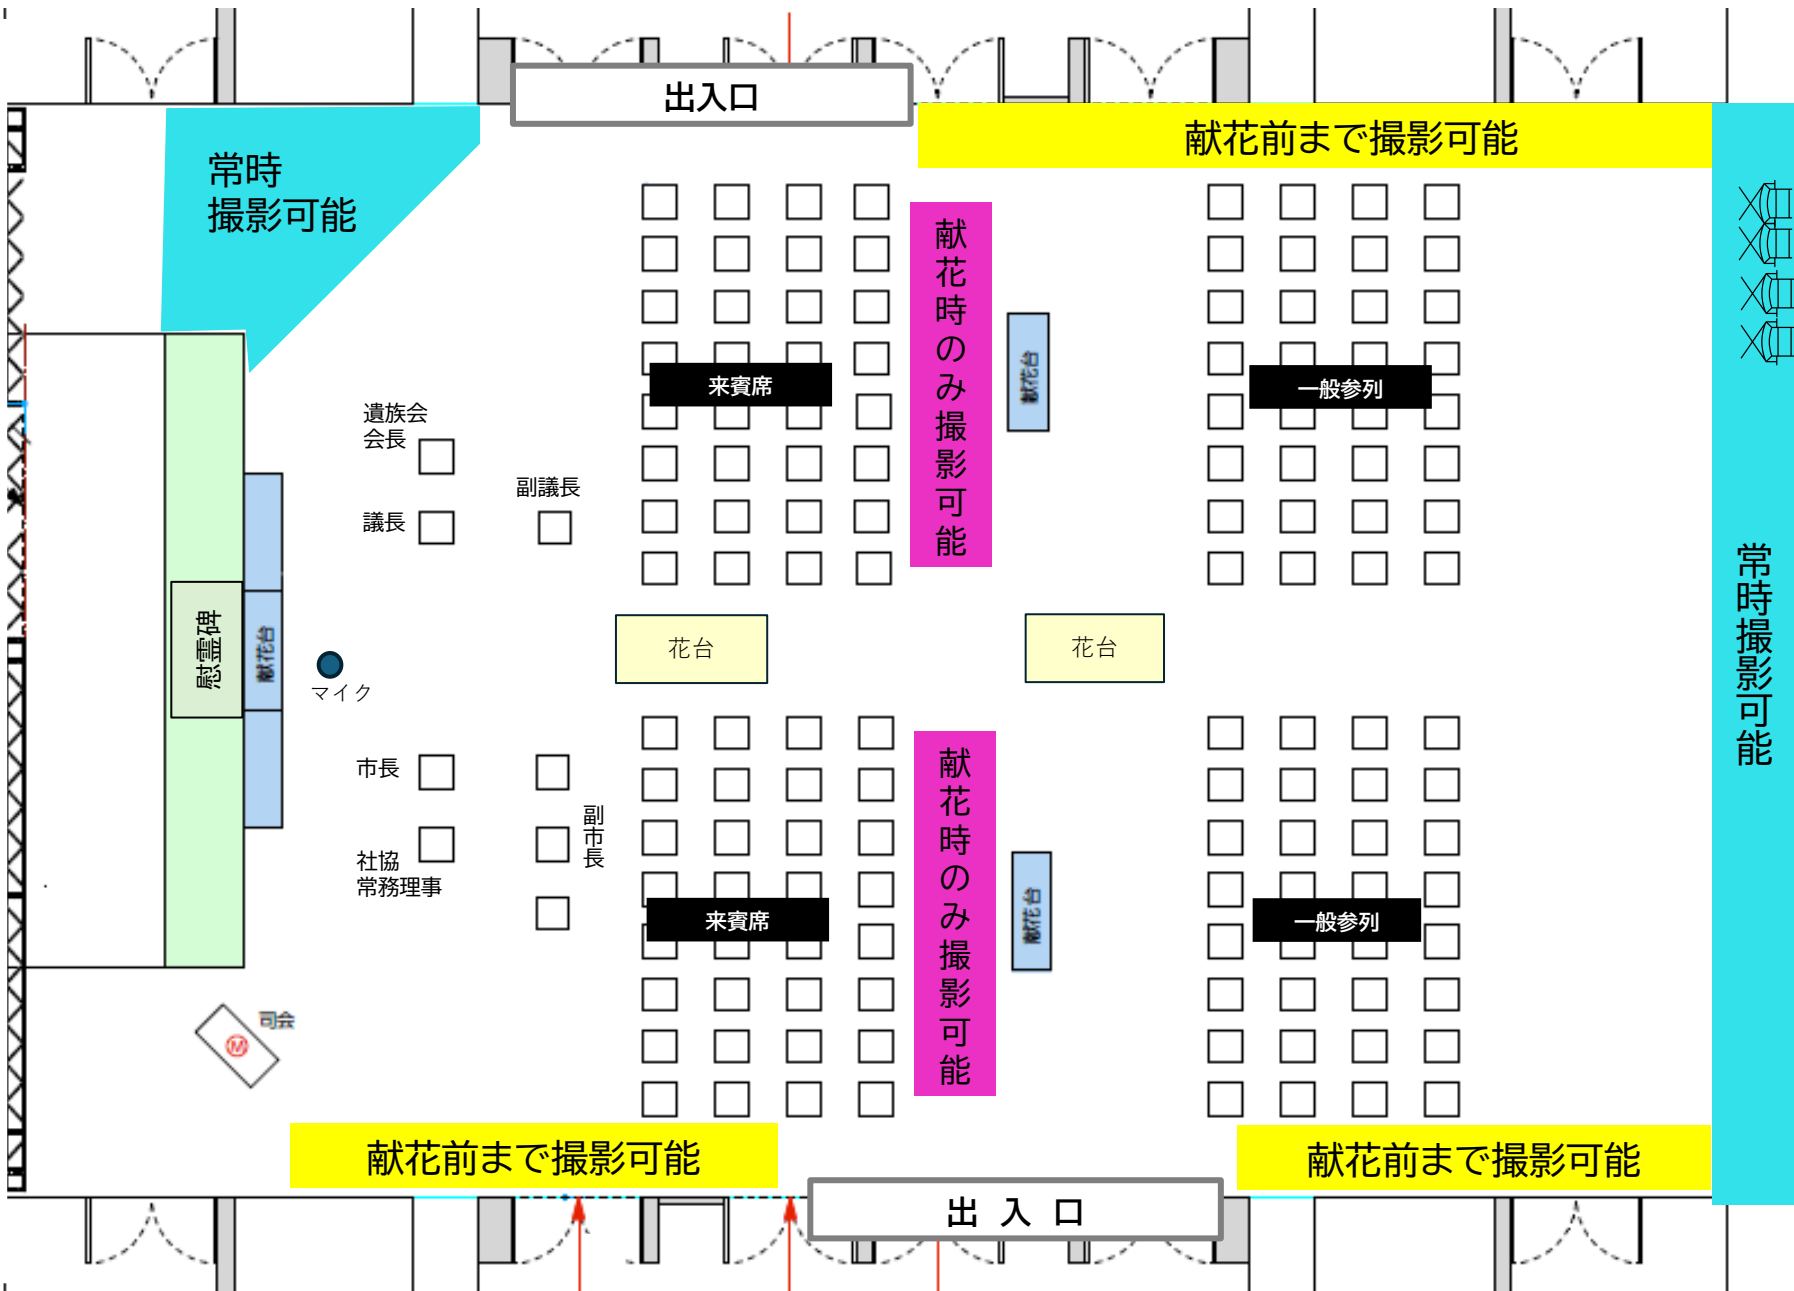 出入口
献花前まで撮影可能
常時
撮影可能
献花時のみ撮影可能
献花台
来賓席
一般参列
遺族会
会長
副議長
議長
常時撮影可能
慰霊碑
献花台
マイク
花台
花台
市長
副市長
社協
常務理事
献花時のみ撮影可能
献花台
来賓席
一般参列
司会
M
献花前まで撮影可能
献花前まで撮影可能
出 入 口